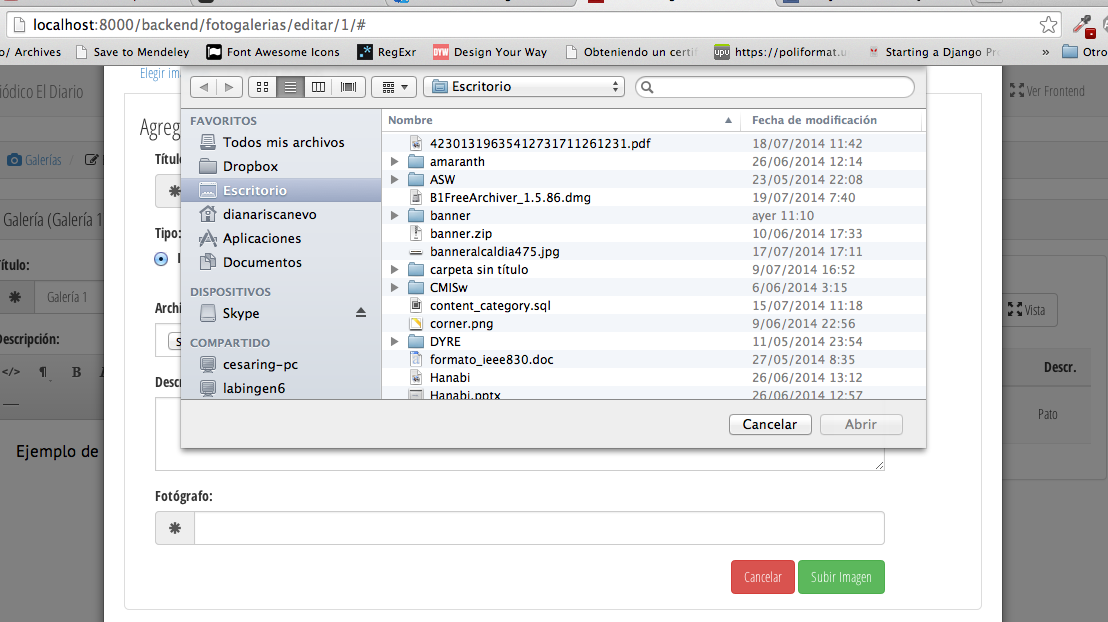 localhost:8000/backend/fotogalerias/editar/1/#
o/ Archives
Save to Mendeley
Font Awesome Icons
RegExr
DYW
Design Your Way
Obteniendo un certi
upv
https://poliformat.u
Starting a Django Pr
»
Otro
Elegir im
iódico El Diario
Ver Frontend
Escritorio
Agreg
FAVORITOS
Todos mis archivos
Dropbox
Escritorio
dianariscanevo
Aplicaciones
Documentos
DISPOSITIVOS
Skype
COMPARTIDO
cesaring-pc
labingen6
Nombre
Fecha de modificación
42301319635412731711261231.pdf
18/07/2014 11:42
amaranth
26/06/2014 12:14
ASW
23/05/2014 22:08
B1FreeArchiver_1.5.86.dmg
19/07/2014 7:40
banner
ayer 11:10
banner.zip
10/06/2014 17:33
banneralcaldia475.jpg
17/07/2014 17:11
carpeta sin título
9/07/2014 16:52
CMISw
6/06/2014 3:15
content_category.sql
15/07/2014 11:18
corner.png
9/06/2014 22:56
DYRE
11/05/2014 23:54
formato_ieee830.doc
27/05/2014 8:35
Hanabi
26/06/2014 13:12
Hanabi.pptx
26/06/2014 12:57
Cancelar
Abrir
Galerías /
Títul
Galería (Galería 1
Tipo:
ítulo:
Galería 1
Archi
S
Vista
escripción:
Descr
Descr.
</>
¶
B
Pato
Ejemplo de
Fotógrafo:
Cancelar
Subir Imagen